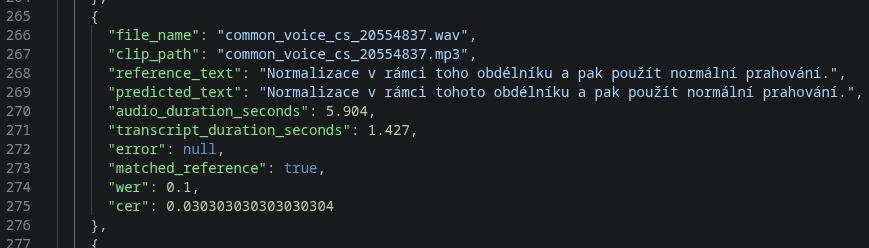 265 {
266 "file_name": "common_voice_cs_20554837.wav",
267 "clip_path": "common_voice_cs_20554837.mp3",
268 "reference_text": "Normalizace v rámci toho obdélníku a pak použít normální prahování.",
269 "predicted_text": "Normalizace v rámci tohoto obdélníku a pak použít normální prahování.",
270 "audio_duration_seconds": 5.904,
271 "transcript_duration_seconds": 1.427,
272 "error": null,
273 "matched_reference": true,
274 "wer": 0.1,
275 "cer": 0.030303030303030304
276 },
277 {